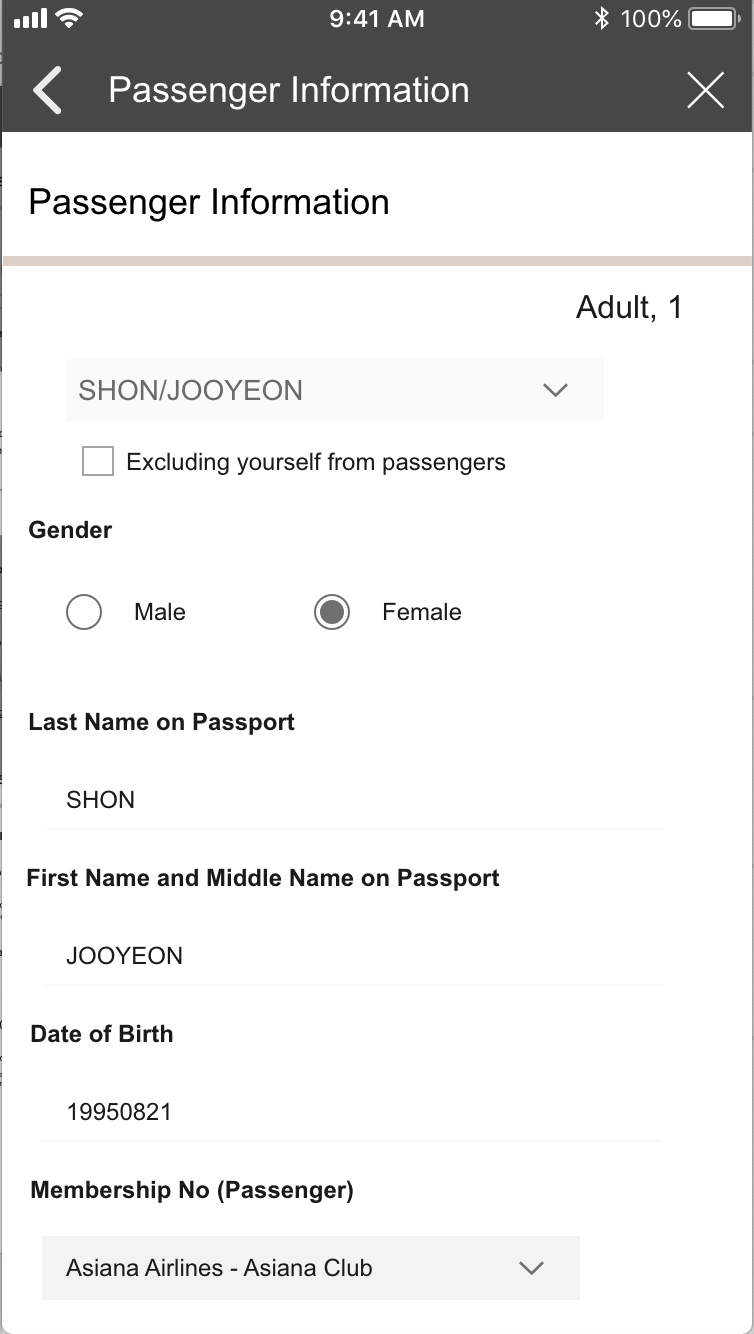 9:41 AM 100%
Passenger Information
Passenger Information
Adult, 1
SHON/JOOYEON
Excluding yourself from passengers
Gender
Male Female
Last Name on Passport
SHON
First Name and Middle Name on Passport
JOOYEON
Date of Birth
19950821
Membership No (Passenger)
Asiana Airlines - Asiana Club